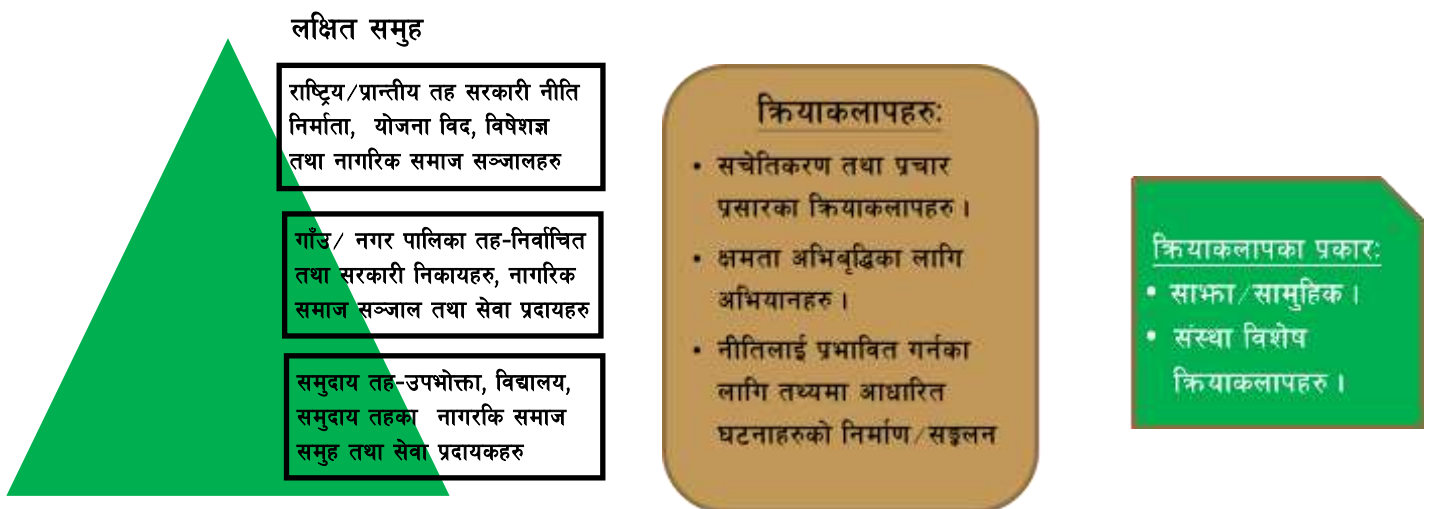 लक्षित समुह
राष्ट्रिय/प्रान्तीय तह सरकारी नीति
निर्माता, योजना विद, विषेशज्ञ
तथा नागरिक समाज सञ्जालहरु
गाँउ/ नगर पालिका तह-निर्वाचित
तथा सरकारी निकायहरु, नागरिक
समाज सञ्जाल तथा सेवा प्रदायहरु
समुदाय तह-उपभोक्ता, विद्यालय,
समुदाय तहका नागरकि समाज
समुह तथा सेवा प्रदायकहरु
क्रियाकलापहरु:
• सचेतिकरण तथा प्रचार
प्रसारका क्रियाकलापहरु ।
• क्षमता अभिबृद्धिका लागि
अभियानहरु ।
• नीतिलाई प्रभावित गर्नका
लागि तथ्यमा आधारित
घटनाहरुको निर्माण/सङ्कलन
क्रियाकलापका प्रकार:
• साझा/सामुहिक ।
• संस्था विशेष
क्रियाकलापहरु ।